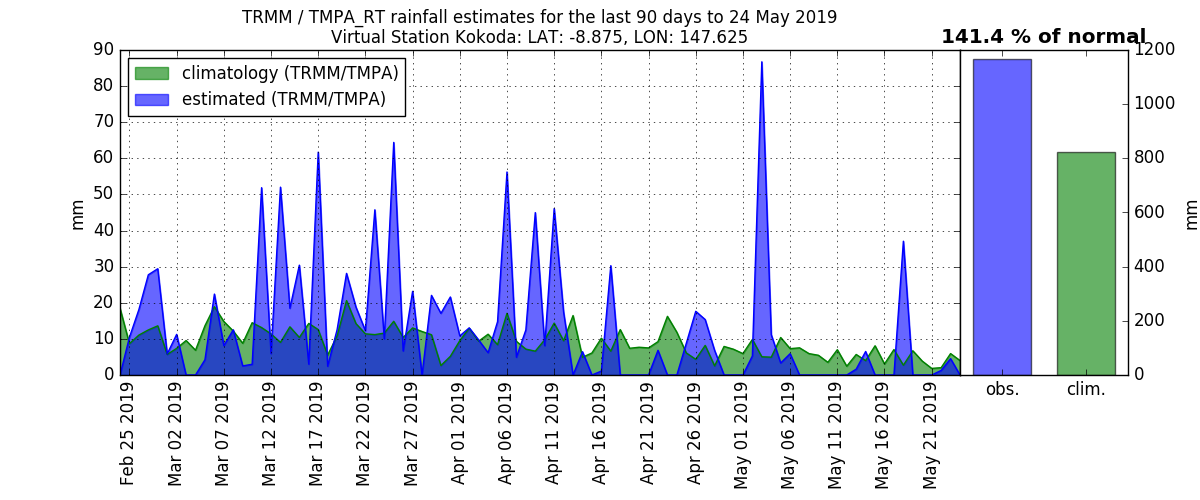 TRMM / TMPA_RT rainfall estimates for the last 90 days to 24 May 2019
Virtual Station Kokoda: LAT: -8.875, LON: 147.625
141.4 % of normal
climatology (TRMM/TMPA)
estimated (TRMM/TMPA)
90
80
70
60
50
40
30
20
10
0
mm
1200
1000
800
600
400
200
0
mm
Feb 25 2019
Mar 02 2019
Mar 07 2019
Mar 12 2019
Mar 17 2019
Mar 22 2019
Mar 27 2019
Apr 01 2019
Apr 06 2019
Apr 11 2019
Apr 16 2019
Apr 21 2019
Apr 26 2019
May 01 2019
May 06 2019
May 11 2019
May 16 2019
May 21 2019
obs.
clim.